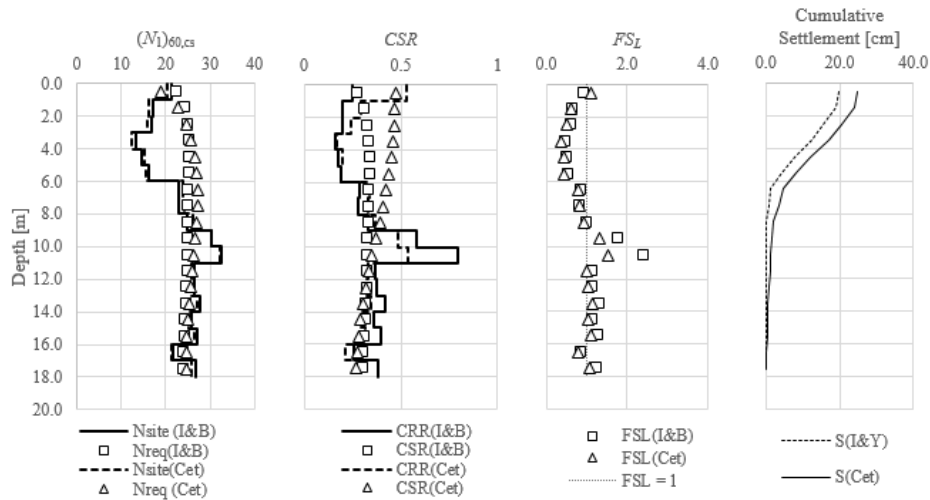 (N1)60,cs
0 10 20 30 40
CSR
0 0.5 1
FSL
0.0 2.0 4.0
Cumulative
Settlement [cm]
0.0 20.0 40.0
Depth [m]
0.0
2.0
4.0
6.0
8.0
10.0
12.0
14.0
16.0
18.0
20.0
Nsite (I&B)
Nreq(I&B)
Nsite(Cet)
Nreq (Cet)
CRR(I&B)
CSR(I&B)
CRR(Cet)
CSR(Cet)
FSL(I&B)
FSL(Cet)
FSL = 1
S(I&Y)
S(Cet)